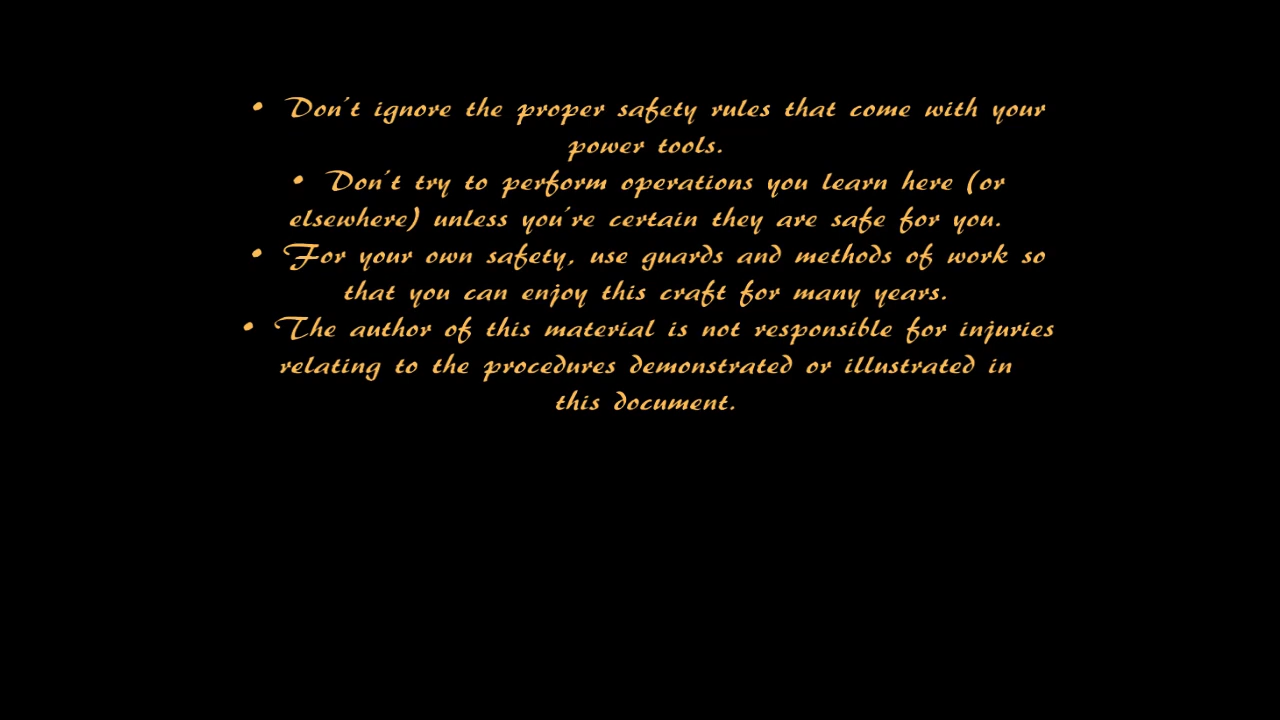 • Don't ignore the proper safety rules that come with your
power tools.
• Don't try to perform operations you learn here (or
elsewhere) unless you're certain they are safe for you.
• For your own safety, use guards and methods of work so
that you can enjoy this craft for many years.
• The author of this material is not responsible for injuries
relating to the procedures demonstrated or illustrated in
this document.